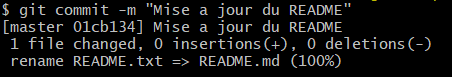 $ git commit -m "Mise a jour du README"
[master 01cb134] Mise a jour du README
 1 file changed, 0 insertions(+), 0 deletions(-)
 rename README.txt => README.md (100%)